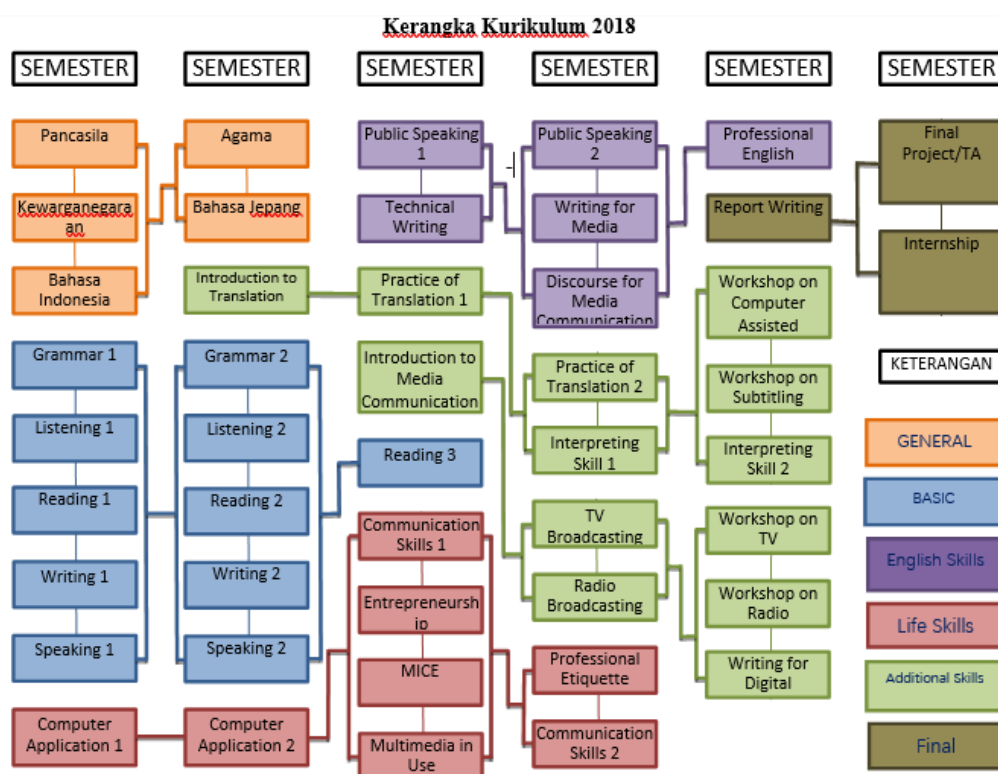 Kerangka Kurikulum 2018
SEMESTER
SEMESTER
SEMESTER
SEMESTER
SEMESTER
SEMESTER
Pancasila
Kewarganegara
an
Bahasa
Indonesia
Grammar 1
Listening 1
Reading 1
Writing 1
Speaking 1
Computer
Application 1
Agama
Bahasa Jepang
Introduction to
Translation
Grammar 2
Listening 2
Reading 2
Writing 2
Speaking 2
Computer
Application 2
Public Speaking
1
Technical
Writing
Practice of
Translation 1
Introduction to
Media
Communication
Reading 3
Communication
Skills 1
Entrepreneursh
ip
MICE
Multimedia in
Use
Public Speaking
2
Writing for
Media
Discourse for
Media
Communication
Practice of
Translation 2
Interpreting
Skill 1
TV
Broadcasting
Radio
Broadcasting
Professional
Etiquette
Communication
Skills 2
Professional
English
Report Writing
Workshop on
Computer
Assisted
Workshop on
Subtitling
Interpreting
Skill 2
Workshop on
TV
Workshop on
Radio
Writing for
Digital
Final
Project/TA
Internship
KETERANGAN
GENERAL
BASIC
English Skills
Life Skills
Additional Skills
Final